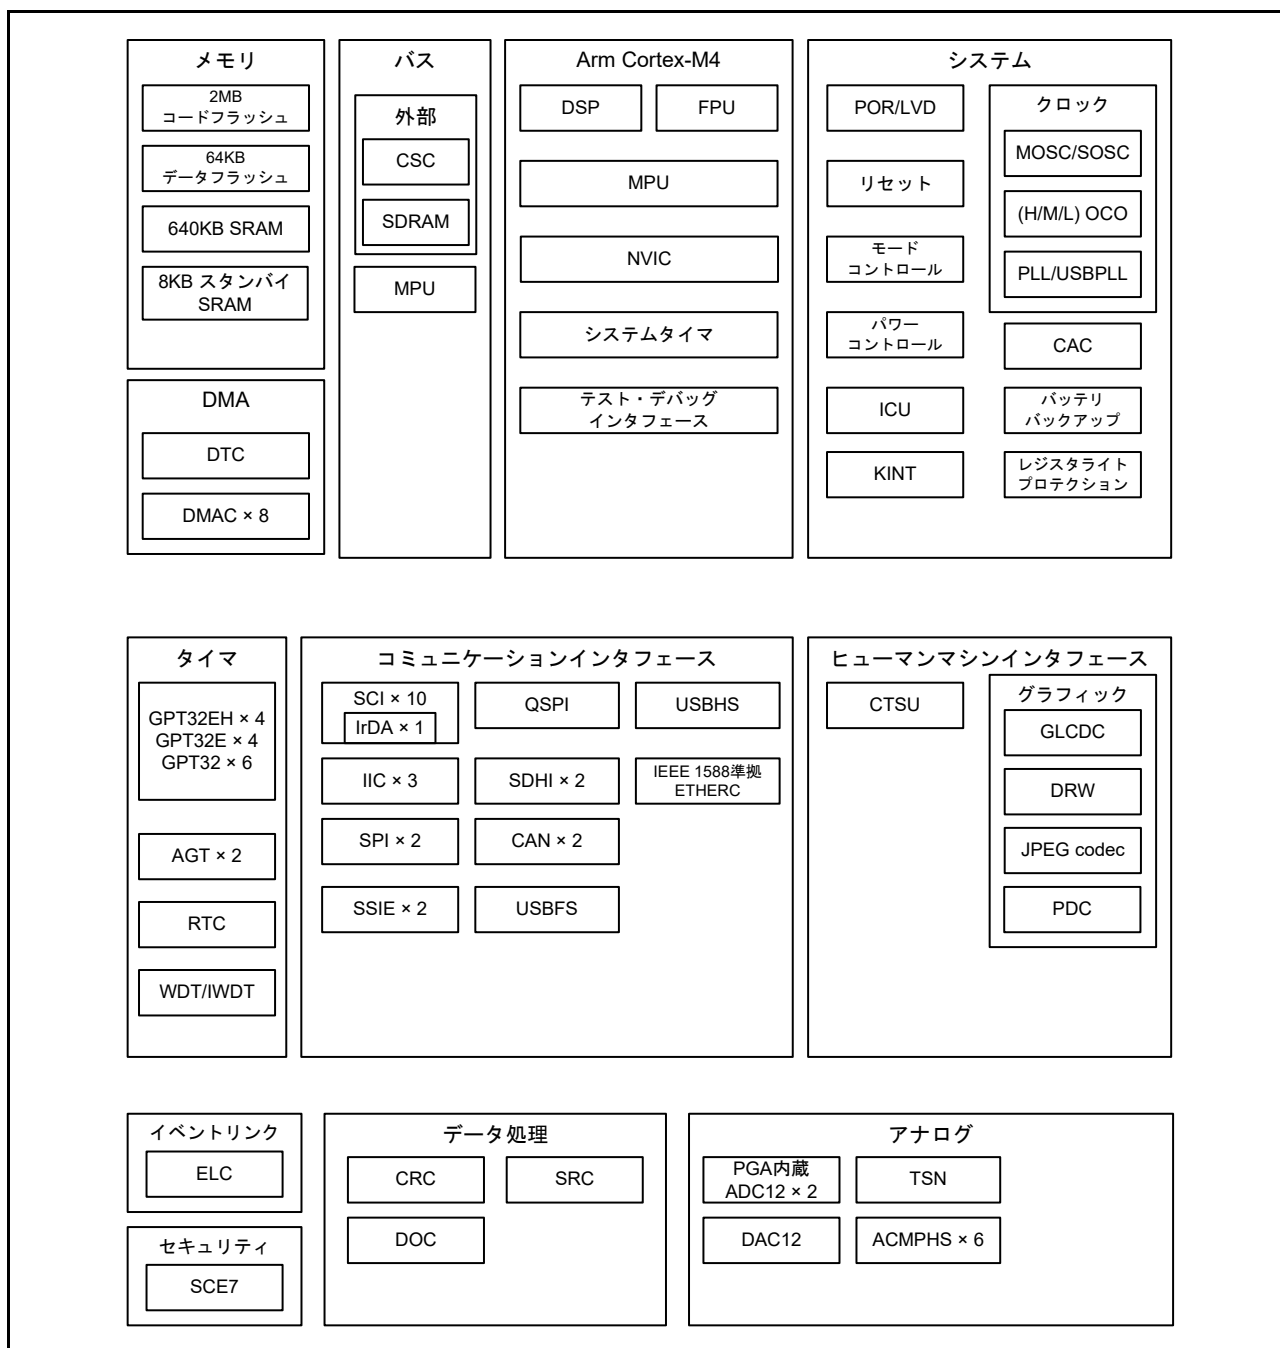 メモリ
2MB
コードフラッシュ
64KB
データフラッシュ
640KB SRAM
8KB スタンバイ
SRAM
DMA
DTC
DMAC × 8
バス
外部
CSC
SDRAM
MPU
Arm Cortex-M4
DSP
FPU
MPU
NVIC
システムタイマ
テスト・デバッグ
インタフェース
システム
POR/LVD
リセット
モード
コントロール
パワー
コントロール
ICU
KINT
クロック
MOSC/SOSC
(H/M/L) OCO
PLL/USBPLL
CAC
バッテリ
バックアップ
レジスタライト
プロテクション
タイマ
GPT32EH × 4
GPT32E × 4
GPT32 × 6
AGT × 2
RTC
WDT/IWDT
コミュニケーションインタフェース
SCI × 10
IrDA × 1
IIC × 3
SPI × 2
SSIE × 2
QSPI
SDHI × 2
CAN × 2
USBFS
USBHS
IEEE 1588準拠
ETHERC
ヒューマンマシンインタフェース
CTSU
グラフィック
GLCDC
DRW
JPEG codec
PDC
イベントリンク
ELC
セキュリティ
SCE7
データ処理
CRC
SRC
DOC
アナログ
PGA内蔵
ADC12 × 2
TSN
DAC12
ACMPHS × 6